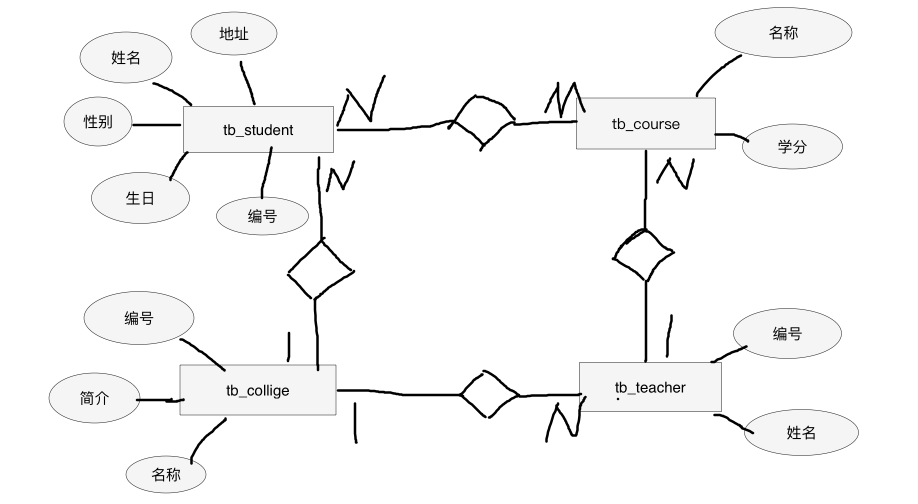 地址
名称
姓名
N
M
性别
tb_student
tb_course
学分
N
N
生日
编号
编号
1
1
编号
简介
tb_collige
tb_teacher
1
N
姓名
名称